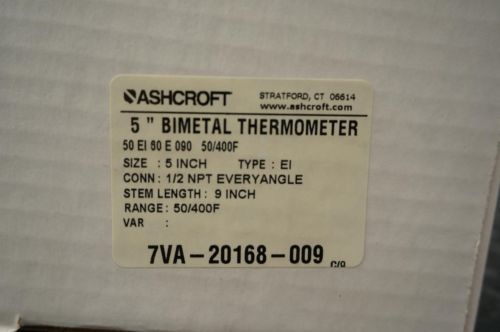 ASHCROFT
STRATFORD, CT 06614
www.ashcroft.com
5 " BIMETAL THERMOMETER
50 EI 60 E 090 50/400F
SIZE : 5 INCH TYPE : EI
CONN : 1/2 NPT EVERYANGLE
STEM LENGTH : 9 INCH
RANGE : 50/400F
VAR :
7VA-20168-009